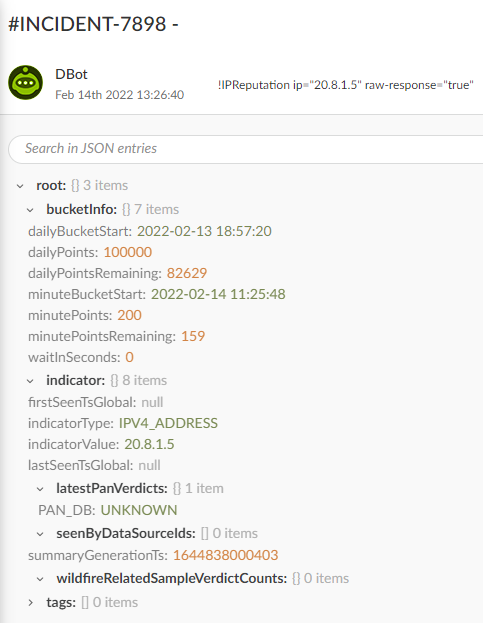 #INCIDENT-7898 -
DBot
Feb 14th 2022 13:26:40
!IPReputation ip="20.8.1.5" raw-response="true"
Search in JSON entries
root: {} 3 items
bucketInfo: {} 7 items
dailyBucketStart: 2022-02-13 18:57:20
dailyPoints: 100000
dailyPointsRemaining: 82629
minuteBucketStart: 2022-02-14 11:25:48
minutePoints: 200
minutePointsRemaining: 159
waitInSeconds: 0
indicator: {} 8 items
firstSeenTsGlobal: null
indicatorType: IPV4_ADDRESS
indicatorValue: 20.8.1.5
lastSeenTsGlobal: null
latestPanVerdicts: {} 1 item
PAN_DB: UNKNOWN
seenByDataSourceIds: [] 0 items
summaryGenerationTs: 1644838000403
wildfireRelatedSampleVerdictCounts: {} 0 items
tags: [] 0 items